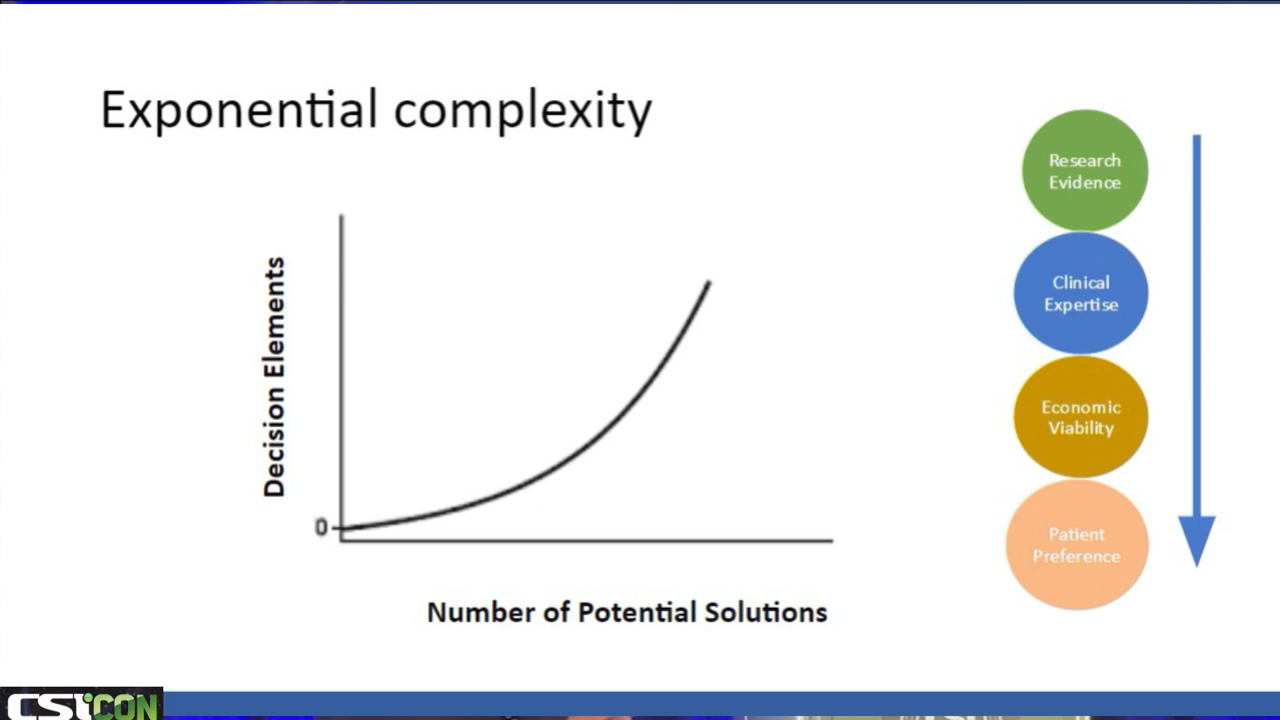 Exponential complexity
Research
Evidence
Clinical
Expertise
Economic
Viability
Patient
Preference
Decision Elements
0
Number of Potential Solutions
CSICON